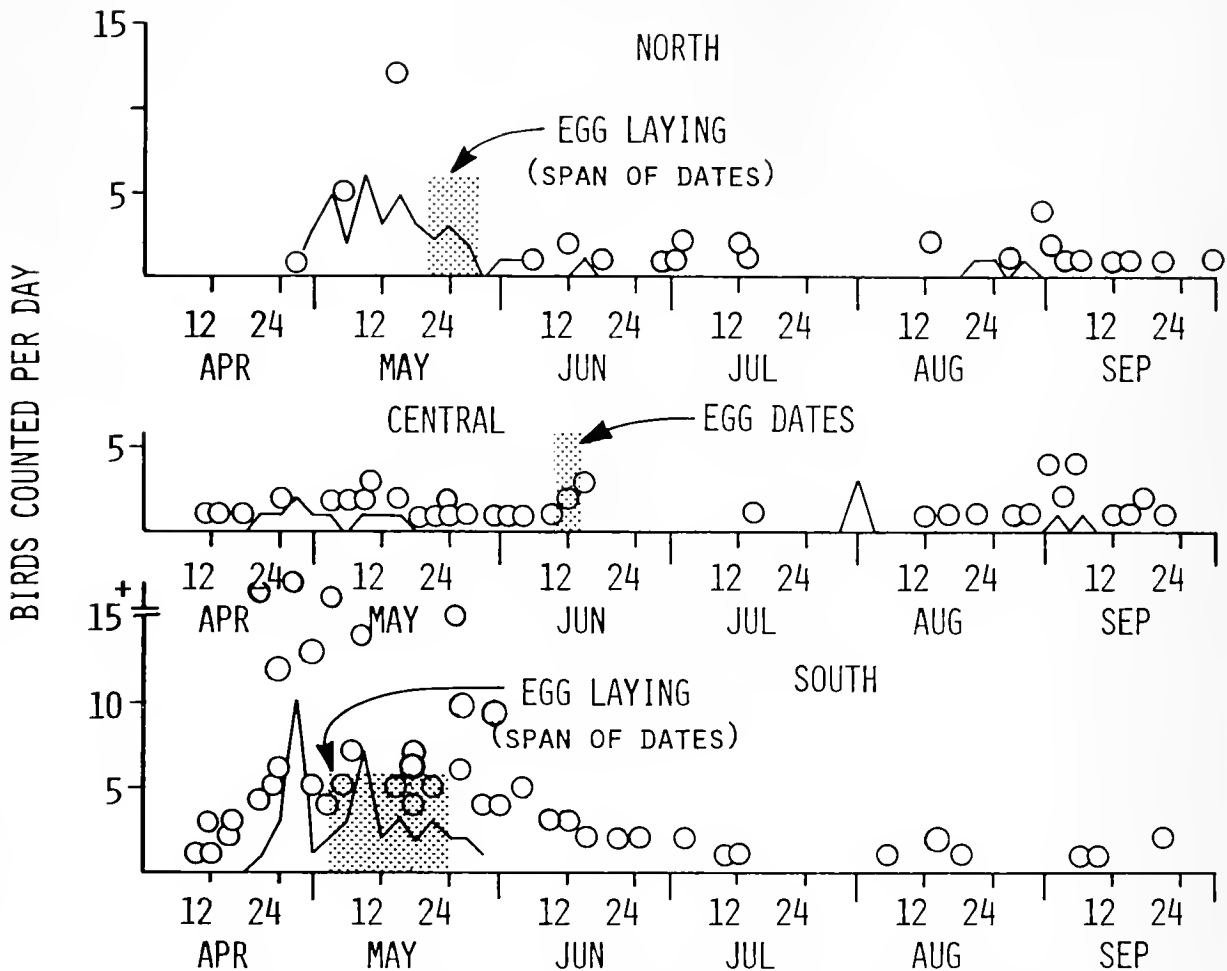 BIRDS COUNTED PER DAY
15
NORTH
EGG LAYING
(SPAN OF DATES)
5
12 24 12 24 12 24 12 24 12 24 12 24
APR MAY JUN JUL AUG SEP
CENTRAL
EGG DATES
5
12 24 12 24 12 24 12 24 12 24 12 24
APR MAY JUN JUL AUG SEP
+
15
SOUTH
EGG LAYING
(SPAN OF DATES)
10
5
12 24 12 24 12 24 12 24 12 24 12 24
APR MAY JUN JUL AUG SEP